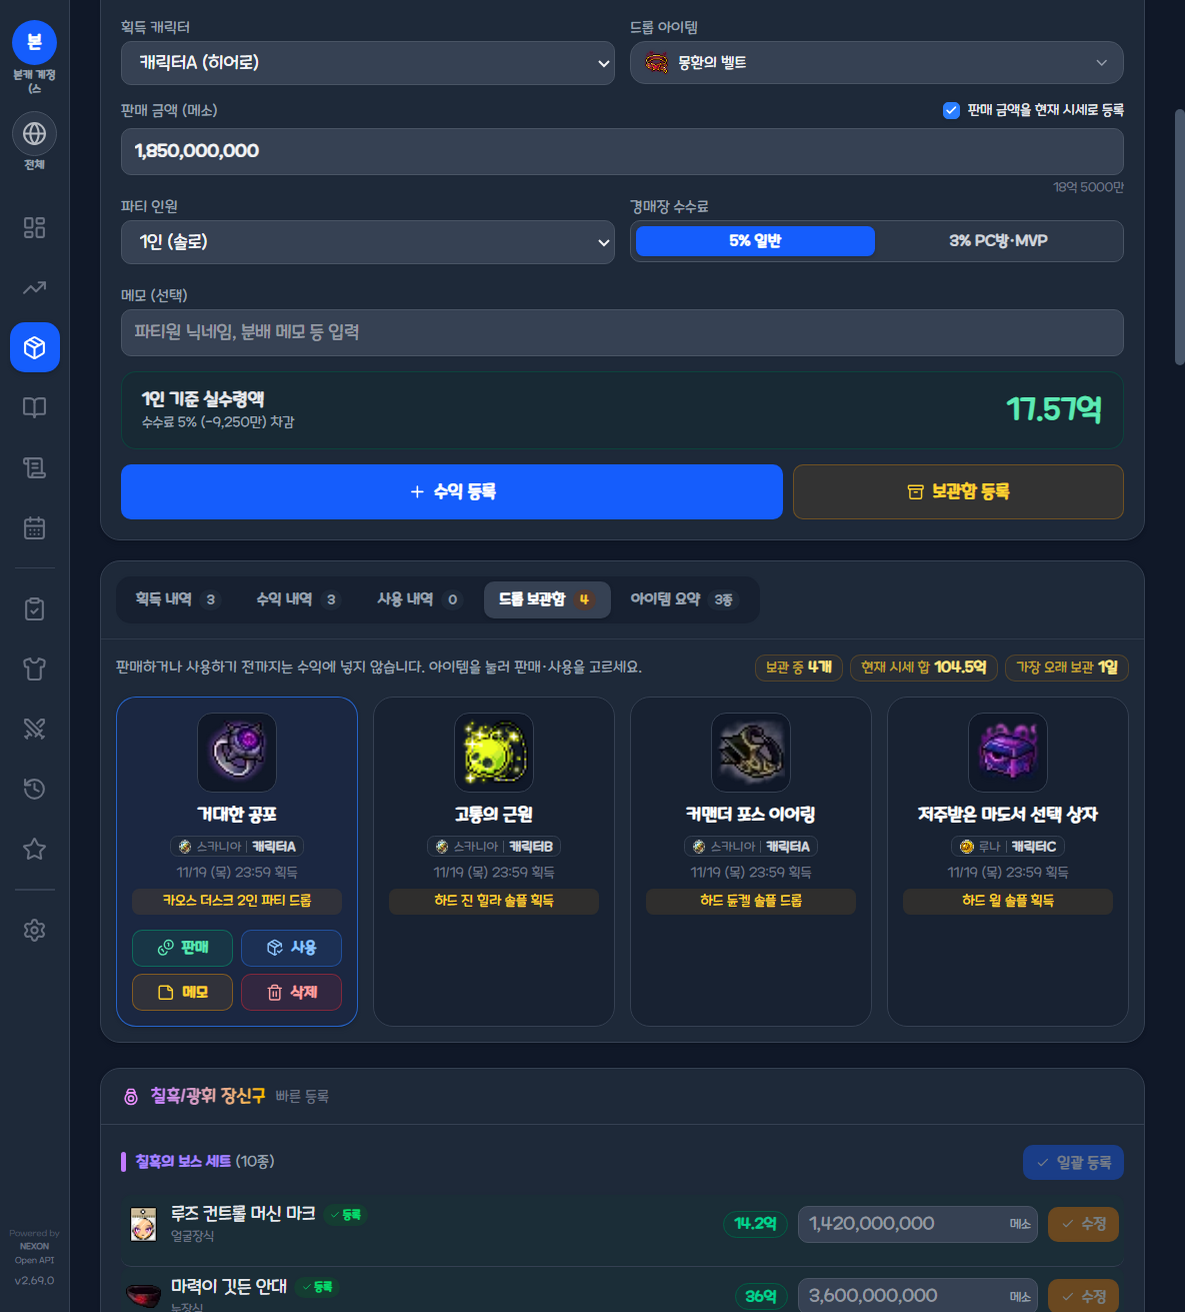 본
본캐 계정
(스
전체
획득 캐릭터
드롭 아이템
캐릭터A (히어로)
몽환의 벨트
판매 금액 (메소)
판매 금액을 현재 시세로 등록
1,850,000,000
18억 5000만
파티 인원
경매장 수수료
1인 (솔로)
5% 일반
3% PC방·MVP
메모 (선택)
파티원 닉네임, 분배 메모 등 입력
1인 기준 실수령액
수수료 5% (-9,250만) 차감
17.57억
+ 수익 등록
보관함 등록
획득 내역 3
수익 내역 3
사용 내역 0
드롭 보관함 4
아이템 요약 3종
판매하거나 사용하기 전까지는 수익에 넣지 않습니다. 아이템을 눌러 판매·사용을 고르세요.
보관 중 4개
현재 시세 합 104.5억
가장 오래 보관 1일
거대한 공포
스카니아 | 캐릭터A
11/19 (목) 23:59 획득
카오스 더스크 2인 파티 드롭
판매
사용
메모
삭제
고통의 근원
스카니아 | 캐릭터B
11/19 (목) 23:59 획득
하드 진 힐라 솔플 획득
커맨더 포스 이어링
스카니아 | 캐릭터A
11/19 (목) 23:59 획득
하드 듄켈 솔플 드롭
저주받은 마도서 선택 상자
루나 | 캐릭터C
11/19 (목) 23:59 획득
하드 윌 솔플 획득
칠흑/광휘 장신구 빠른 등록
칠흑의 보스 세트 (10종)
일괄 등록
루즈 컨트롤 머신 마크
등록
얼굴장식
14.2억
1,420,000,000
메소
수정
마력이 깃든 안대
등록
눈장식
36억
3,600,000,000
메소
수정
Powered by
NEXON
Open API
v2.69.0